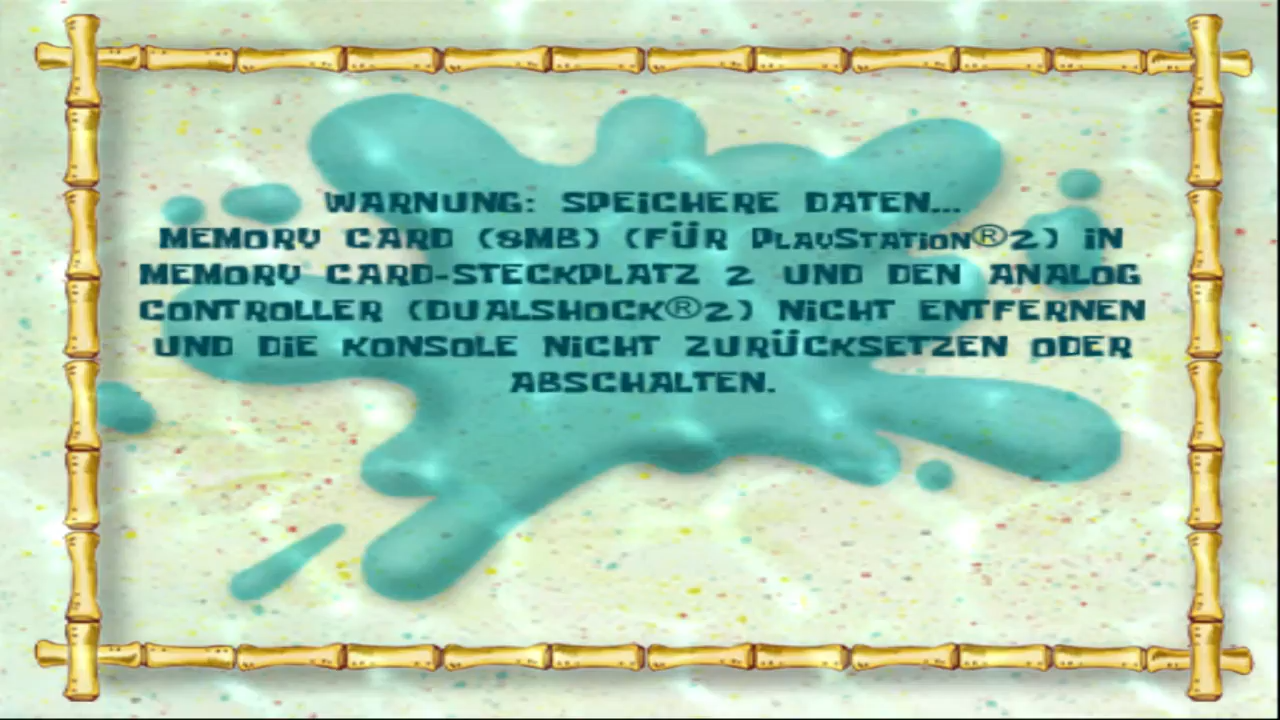 WARNUNG: SPEiCHERE DATEN...
MEMORY CARD (8MB) (FÜR PLAYSTATiON®2) iN
MEMORY CARD-STECKPLATZ 2 UND DEN ANALOG
CONTROLLER (DUALSHOCK®2) NiCHT ENTFERNEN
UND DiE KONSOLE NiCHT ZURÜCKSETZEN ODER
ABSCHALTEN.